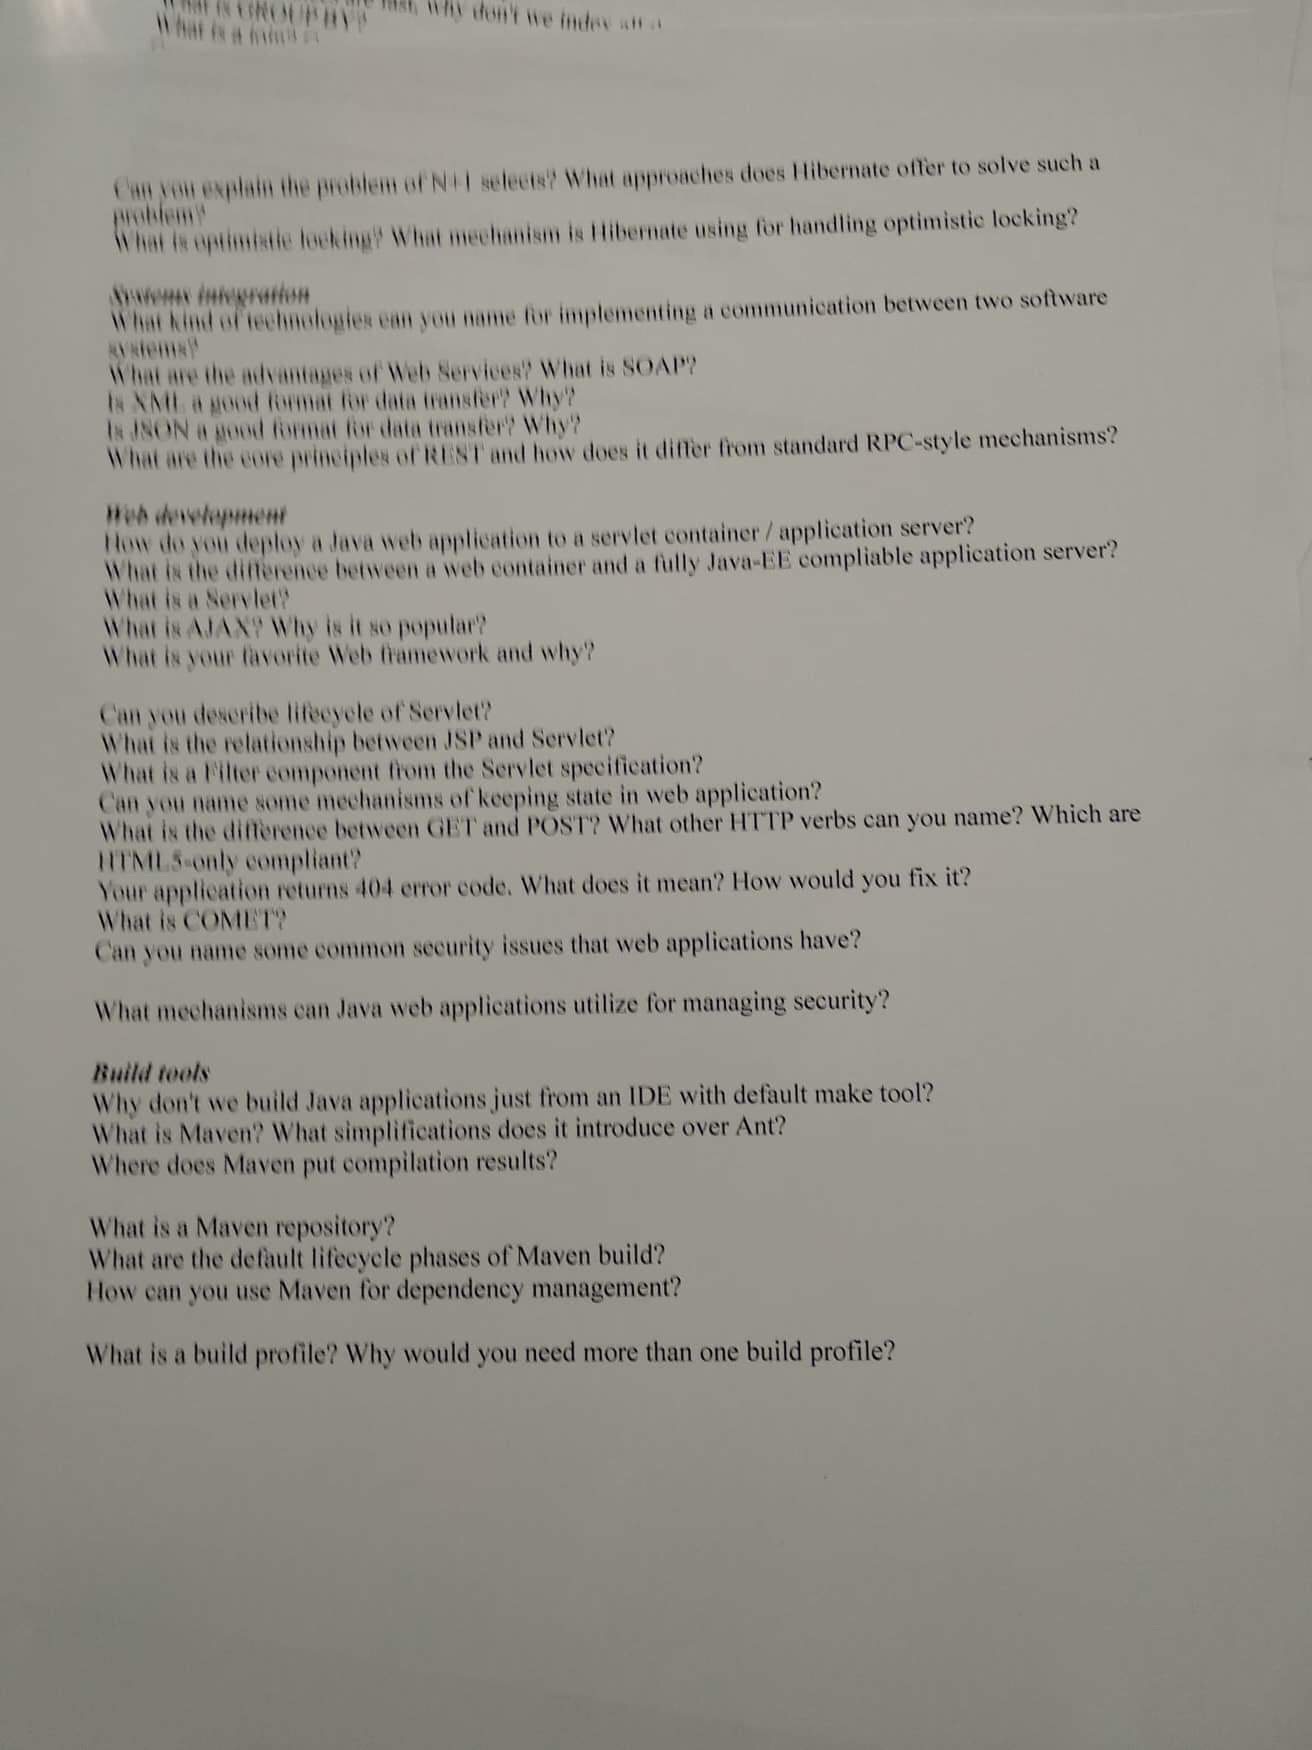 What is GROUP BY?
fast, Why don't we index all
What is a
Can you explain the problem of N+1 selects? What approaches does Hibernate offer to solve such a
problem?
What is optimistic locking? What mechanism is Hibernate using for handling optimistic locking?
Systems integration
What kind of technologies can you name for implementing a communication between two software
systems?
What are the advantages of Web Services? What is SOAP?
Is XML a good format for data transfer? Why?
Is JSON a good format for data transfer? Why?
What are the core principles of REST and how does it differ from standard RPC-style mechanisms?
Web development
How do you deploy a Java web application to a servlet container / application server?
What is the difference between a web container and a fully Java-EE compliable application server?
What is a Servlet?
What is AJAX? Why is it so popular?
What is your favorite Web framework and why?
Can you describe lifecycle of Servlet?
What is the relationship between JSP and Servlet?
What is a Filter component from the Servlet specification?
Can you name some mechanisms of keeping state in web application?
What is the difference between GET and POST? What other HTTP verbs can you name? Which are
HTML5-only compliant?
Your application returns 404 error code. What does it mean? How would you fix it?
What is COMET?
Can you name some common security issues that web applications have?
What mechanisms can Java web applications utilize for managing security?
Build tools
Why don't we build Java applications just from an IDE with default make tool?
What is Maven? What simplifications does it introduce over Ant?
Where does Maven put compilation results?
What is a Maven repository?
What are the default lifecycle phases of Maven build?
How can you use Maven for dependency management?
What is a build profile? Why would you need more than one build profile?